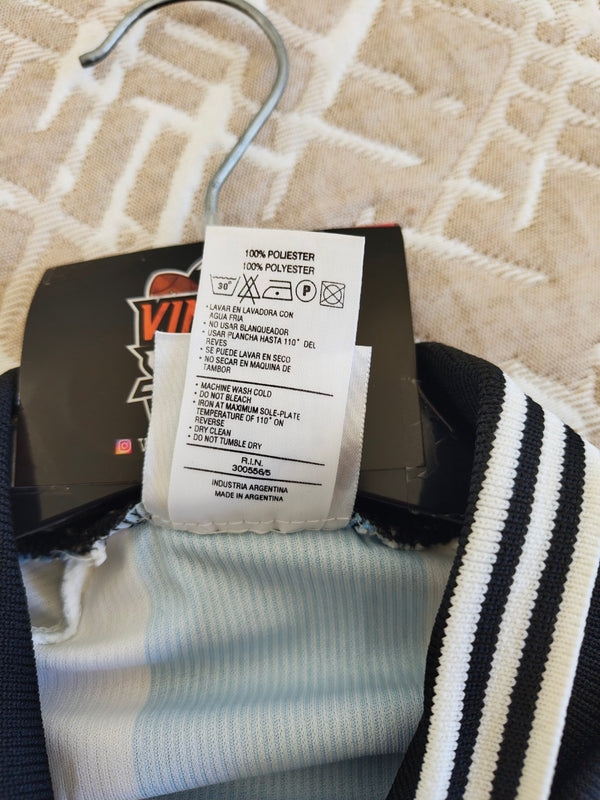 100% POLIESTER
100% POLYESTER
30° P
• LAVAR EN LAVADORA CON
AGUA FRIA
• NO USAR BLANQUEADOR
• USAR PLANCHA HASTA 110° DEL
REVES
• SE PUEDE LAVAR EN SECO
• NO SECAR EN MAQUINA DE
TAMBOR
• MACHINE WASH COLD
• DO NOT BLEACH
• IRON AT MAXIMUM SOLE-PLATE
TEMPERATURE OF 110° ON
REVERSE
• DRY CLEAN
• DO NOT TUMBLE DRY
R.I.N.
300556/5
INDUSTRIA ARGENTINA
MADE IN ARGENTINA